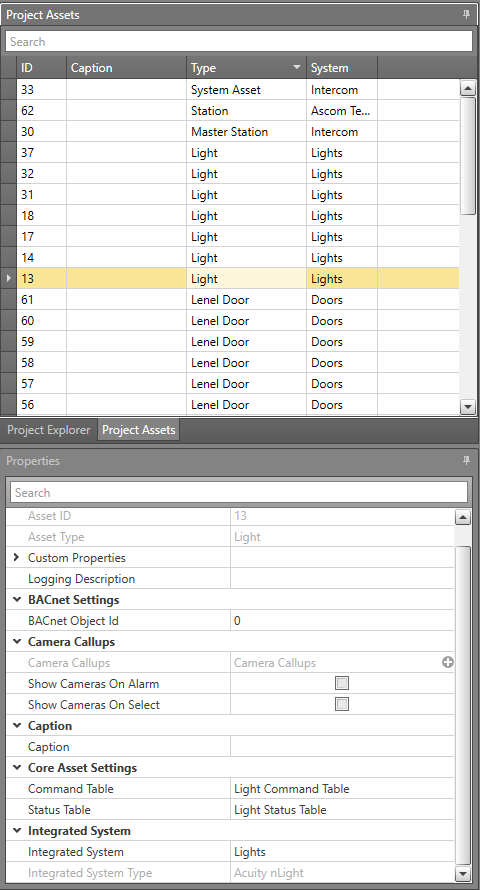 Project Assets
Search
ID Caption Type System
33 System Asset Intercom
62 Station Ascom Te...
30 Master Station Intercom
37 Light Lights
32 Light Lights
31 Light Lights
18 Light Lights
17 Light Lights
14 Light Lights
13 Light Lights
61 Lenel Door Doors
60 Lenel Door Doors
59 Lenel Door Doors
58 Lenel Door Doors
57 Lenel Door Doors
56 Lenel Door Doors
Project Explorer Project Assets
Properties
Search
Asset ID 13
Asset Type Light
Custom Properties
Logging Description
BACnet Settings
BACnet Object Id 0
Camera Callups
Camera Callups Camera Callups
Show Cameras On Alarm
Show Cameras On Select
Caption
Caption
Core Asset Settings
Command Table Light Command Table
Status Table Light Status Table
Integrated System
Integrated System Lights
Integrated System Type Acuity nLight